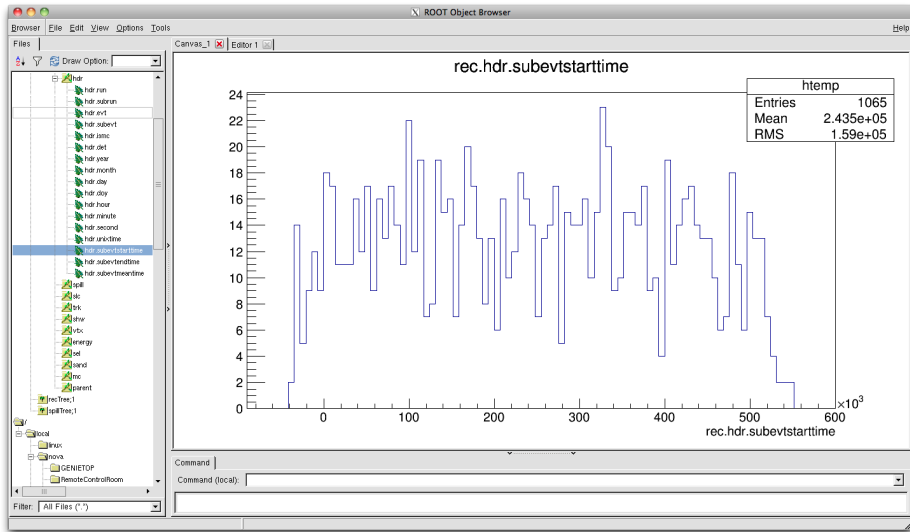 ROOT Object Browser
Browser File Edit View Options Tools Help
Files
Draw Option:
hdr
hdr.run
hdr.subrun
hdr.evt
hdr.subevt
hdr.ismc
hdr.det
hdr.year
hdr.month
hdr.day
hdr.doy
hdr.hour
hdr.minute
hdr.second
hdr.unixtime
hdr.subevtstarttime
hdr.subevtendtime
hdr.subevtmeantime
spill
slc
trk
shw
vtx
energy
sel
sand
mc
parent
recTree;1
spillTree;1
/
local
linux
nova
GENIETOP
RemoteControlRoom
Filter: All Files (*.*)
Canvas_1 Editor 1
rec.hdr.subevtstarttime
htemp
Entries 1065
Mean 2.435e+05
RMS 1.59e+05
24
22
20
18
16
14
12
10
8
6
4
2
0
0 100 200 300 400 500 600
×10³
rec.hdr.subevtstarttime
Command
Command (local):